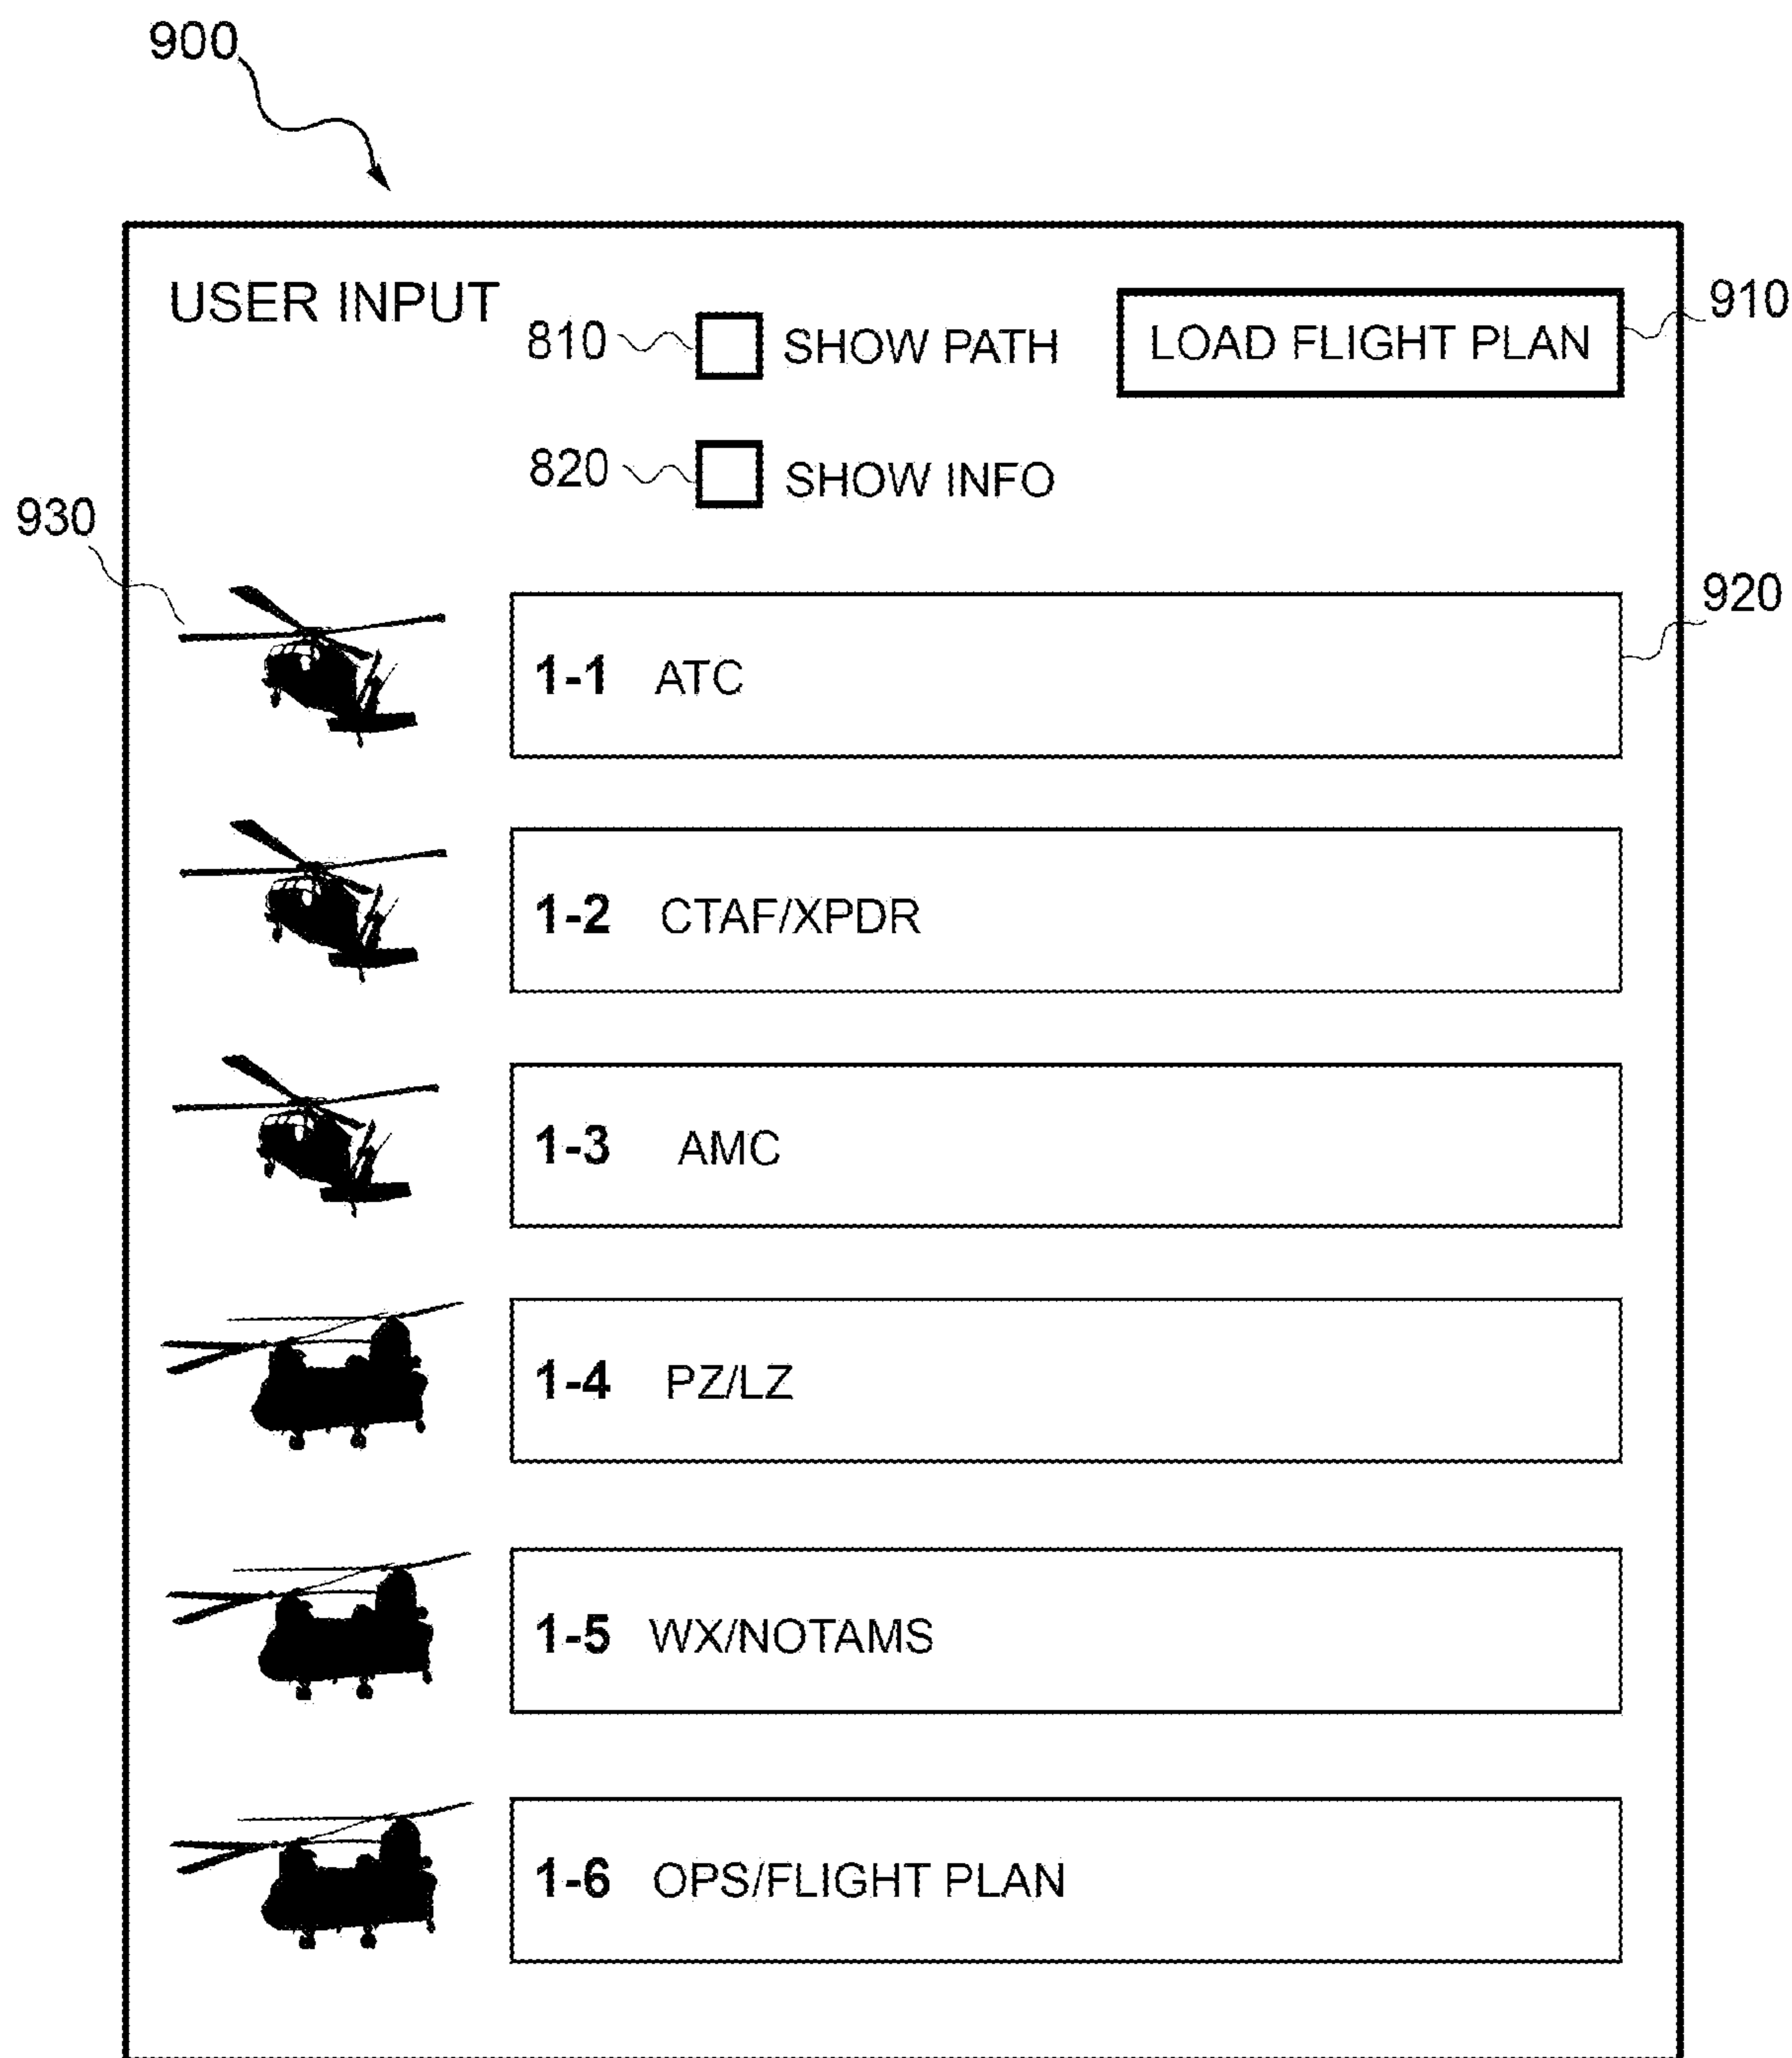 900
USER INPUT
810 SHOW PATH
LOAD FLIGHT PLAN 910
820 SHOW INFO
930
920
1-1 ATC
1-2 CTAF/XPDR
1-3 AMC
1-4 PZ/LZ
1-5 WX/NOTAMS
1-6 OPS/FLIGHT PLAN